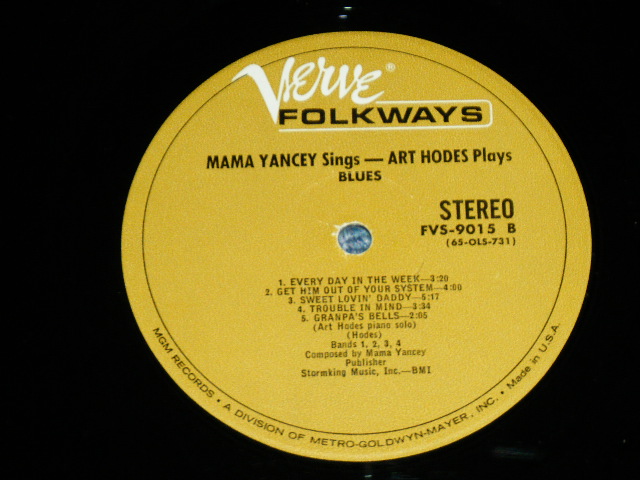 Verve®
FOLKWAYS
MAMA YANCEY Sings — ART HODES Plays
BLUES
STEREO
FVS-9015 B
(65-OLS-731)
1. EVERY DAY IN THE WEEK—3:20
2. GET HIM OUT OF YOUR SYSTEM—4:00
3. SWEET LOVIN' DADDY—5:17
4. TROUBLE IN MIND—3:34
5. GRANPA'S BELLS—2:05
(Art Hodes piano solo)
(Hodes)
Bands 1, 2, 3, 4
Composed by Mama Yancey
Publisher
Stormking Music, Inc.—BMI
MGM RECORDS • A DIVISION OF METRO-GOLDWYN-MAYER, INC. • Made in U.S.A.